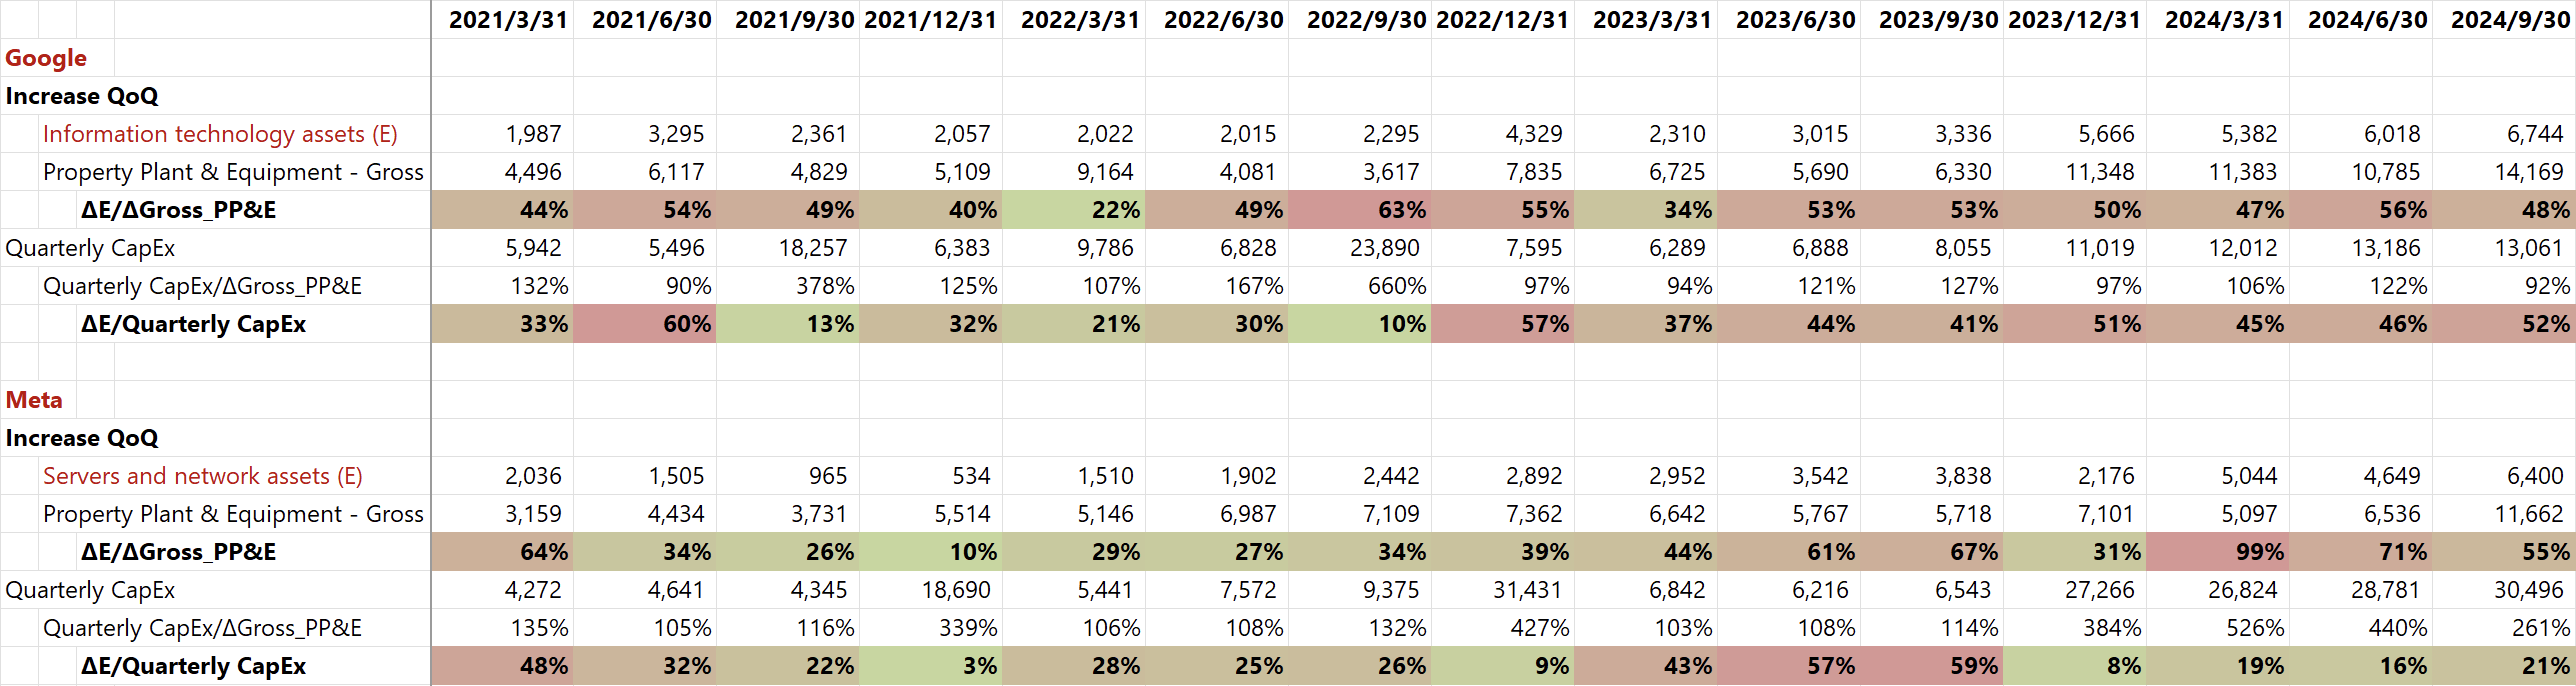 2021/3/31 2021/6/30 2021/9/30 2021/12/31 2022/3/31 2022/6/30 2022/9/30 2022/12/31 2023/3/31 2023/6/30 2023/9/30 2023/12/31 2024/3/31 2024/6/30 2024/9/30
Google
Increase QoQ
Information technology assets (E) 1,987 3,295 2,361 2,057 2,022 2,015 2,295 4,329 2,310 3,015 3,336 5,666 5,382 6,018 6,744
Property Plant & Equipment - Gross 4,496 6,117 4,829 5,109 9,164 4,081 3,617 7,835 6,725 5,690 6,330 11,348 11,383 10,785 14,169
ΔE/ΔGross_PP&E 44% 54% 49% 40% 22% 49% 63% 55% 34% 53% 53% 50% 47% 56% 48%
Quarterly CapEx 5,942 5,496 18,257 6,383 9,786 6,828 23,890 7,595 6,289 6,888 8,055 11,019 12,012 13,186 13,061
Quarterly CapEx/ΔGross_PP&E 132% 90% 378% 125% 107% 167% 660% 97% 94% 121% 127% 97% 106% 122% 92%
ΔE/Quarterly CapEx 33% 60% 13% 32% 21% 30% 10% 57% 37% 44% 41% 51% 45% 46% 52%
Meta
Increase QoQ
Servers and network assets (E) 2,036 1,505 965 534 1,510 1,902 2,442 2,892 2,952 3,542 3,838 2,176 5,044 4,649 6,400
Property Plant & Equipment - Gross 3,159 4,434 3,731 5,514 5,146 6,987 7,109 7,362 6,642 5,767 5,718 7,101 5,097 6,536 11,662
ΔE/ΔGross_PP&E 64% 34% 26% 10% 29% 27% 34% 39% 44% 61% 67% 31% 99% 71% 55%
Quarterly CapEx 4,272 4,641 4,345 18,690 5,441 7,572 9,375 31,431 6,842 6,216 6,543 27,266 26,824 28,781 30,496
Quarterly CapEx/ΔGross_PP&E 135% 105% 116% 339% 106% 108% 132% 427% 103% 108% 114% 384% 526% 440% 261%
ΔE/Quarterly CapEx 48% 32% 22% 3% 28% 25% 26% 9% 43% 57% 59% 8% 19% 16% 21%